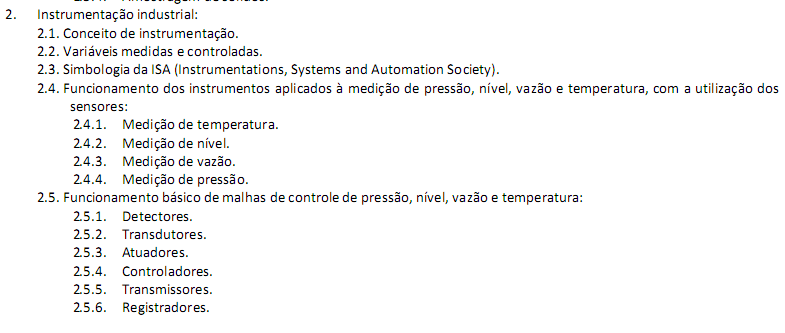 2. Instrumentação industrial:
2.1. Conceito de instrumentação.
2.2. Variáveis medidas e controladas.
2.3. Simbologia da ISA (Instrumentations, Systems and Automation Society).
2.4. Funcionamento dos instrumentos aplicados à medição de pressão, nível, vazão e temperatura, com a utilização dos
sensores:
2.4.1. Medição de temperatura.
2.4.2. Medição de nível.
2.4.3. Medição de vazão.
2.4.4. Medição de pressão.
2.5. Funcionamento básico de malhas de controle de pressão, nível, vazão e temperatura:
2.5.1. Detectores.
2.5.2. Transdutores.
2.5.3. Atuadores.
2.5.4. Controladores.
2.5.5. Transmissores.
2.5.6. Registradores.